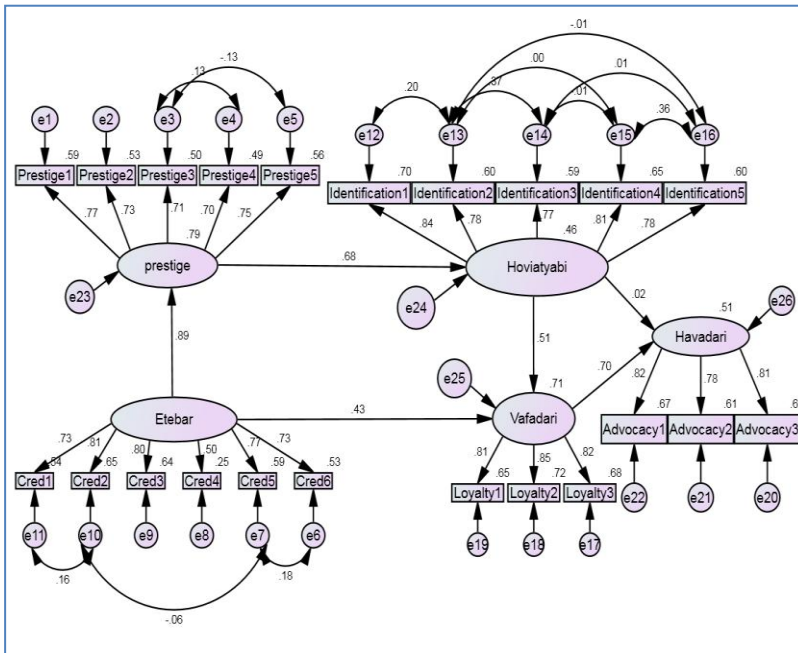 -.01
-.13
.13
.00
.20
.37
.01
.01
.36
e1 e2 e3 e4 e5
e12 e13 e14 e15 e16
.59 .53 .50 .49 .56
.70 .60 .59 .65 .60
Prestige1 Prestige2 Prestige3 Prestige4 Prestige5
Identification1 Identification2 Identification3 Identification4 Identification5
.77 .73 .71 .70 .75
.84 .78 .77 .81 .78
.79
.46
prestige
.68
Hoviatyabi
e23
e24
.02
.51
e26
.89
.51
Havadari
e25
.71
.70
.82 .78 .81
Etebar
.43
Vafadari
.67 .61
Advocacy1 Advocacy2 Advocacy3
.73 .81 .80 .50 .77 .73
.81 .85 .82
.65 .64 .25 .59 .53
Cred1 Cred2 Cred3 Cred4 Cred5 Cred6
.65 .72 .68
Loyalty1 Loyalty2 Loyalty3
e22 e21 e20
e11 e10 e9 e8 e7 e6
e19 e18 e17
.16
.18
-.06